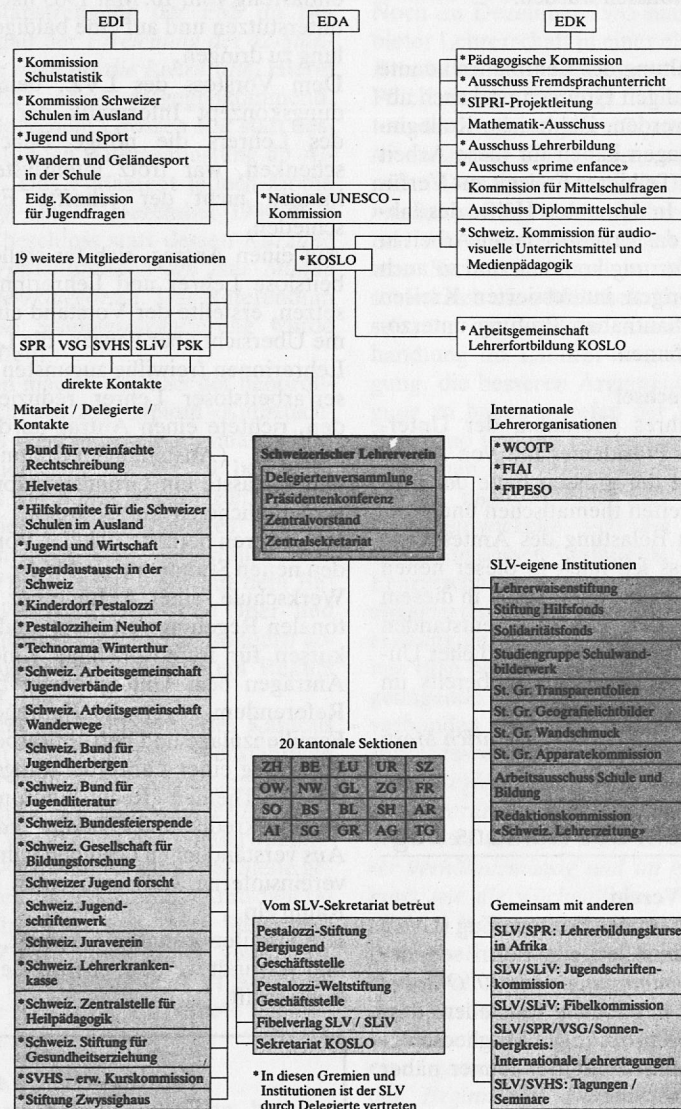 EDI
EDA
EDK
*Kommission
Schulstatistik
*Kommission Schweizer
Schulen im Ausland
*Jugend und Sport
*Wandern und Geländesport
in der Schule
Eidg. Kommission
für Jugendfragen
*Nationale UNESCO –
Kommission
*KOSLO
*Pädagogische Kommission
*Ausschuss Fremdsprachunterricht
*SIPRI-Projektleitung
Mathematik-Ausschuss
*Ausschuss Lehrerbildung
*Ausschuss «prime enfance»
Kommission für Mittelschulfragen
Ausschuss Diplommittelschule
*Schweiz. Kommission für audio-
visuelle Unterrichtsmittel und
Medienpädagogik
*Arbeitsgemeinschaft
Lehrerfortbildung KOSLO
19 weitere Mitgliederorganisationen
SPR VSG SVHS SLiV PSK
direkte Kontakte
Mitarbeit / Delegierte /
Kontakte
Bund für vereinfachte
Rechtschreibung
Helvetas
*Hilfskomitee für die Schweizer
Schulen im Ausland
*Jugend und Wirtschaft
*Jugendaustausch in der
Schweiz
*Kinderdorf Pestalozzi
*Pestalozziheim Neuhof
*Technorama Winterthur
*Schweiz. Arbeitsgemeinschaft
Jugendverbände
*Schweiz. Arbeitsgemeinschaft
Wanderwege
Schweiz. Bund für
Jugendherbergen
*Schweiz. Bund für
Jugendliteratur
*Schweiz. Bundesfeierspende
*Schweiz. Gesellschaft für
Bildungsforschung
Schweizer Jugend forscht
Schweiz. Jugend-
schriftenwerk
Schweiz. Juraverein
*Schweiz. Lehrerkranken-
kasse
*Schweiz. Zentralstelle für
Heilpädagogik
*Schweiz. Stiftung für
Gesundheitserziehung
*SVHS – erw. Kurskommission
*Stiftung Zwyssighaus
Schweizerischer Lehrerverein
Delegiertenversammlung
Präsidentenkonferenz
Zentralvorstand
Zentralsekretariat
20 kantonale Sektionen
ZH BE LU UR SZ
OW NW GL ZG FR
SO BS BL SH AR
AI SG GR AG TG
Vom SLV-Sekretariat betreut
Pestalozzi-Stiftung
Bergjugend
Geschäftsstelle
Pestalozzi-Weltstiftung
Geschäftsstelle
Fibelverlag SLV / SLiV
Sekretariat KOSLO
*In diesen Gremien und
Institutionen ist der SLV
durch Delegierte vertreten
Internationale
Lehrerorganisationen
*WCOTP
*FIAI
FIPESO
SLV-eigene Institutionen
Lehrerwaisenstiftung
Stiftung Hilfsfonds
Solidaritätsfonds
Studiengruppe Schulwand-
bilderwerk
St. Gr. Transparentfolien
St. Gr. Geografielichtbilder
St. Gr. Wandschmuck
St. Gr. Apparatekommission
Arbeitsausschuss Schule und
Bildung
Redaktionskommission
«Schweiz. Lehrerzeitung»
Gemeinsam mit anderen
SLV/SPR: Lehrerbildungskurse
in Afrika
SLV/SLiV: Jugendschriften-
kommission
SLV/SLiV: Fibelkommission
SLV/SPR/VSG/Sonnen-
bergkreis:
Internationale Lehrertagungen
SLV/SVHS: Tagungen /
Seminare